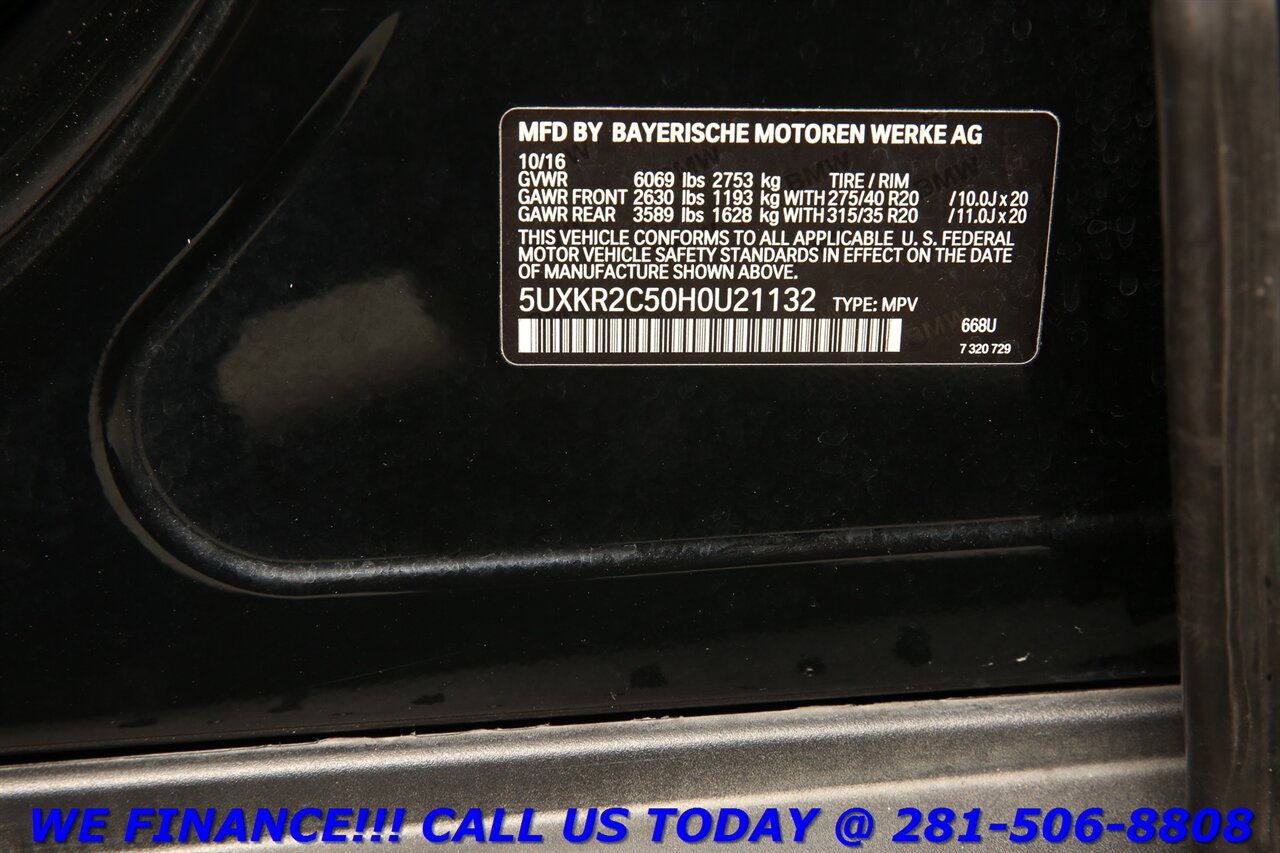 MFD BY BAYERISCHE MOTOREN WERKE AG
10/16
GVWR 6069 lbs 2753 kg TIRE / RIM
GAWR FRONT 2630 lbs 1193 kg WITH 275/40 R20 /10.0J x 20
GAWR REAR 3589 lbs 1628 kg WITH 315/35 R20 /11.0J x 20
THIS VEHICLE CONFORMS TO ALL APPLICABLE U. S. FEDERAL
MOTOR VEHICLE SAFETY STANDARDS IN EFFECT ON THE DATE
OF MANUFACTURE SHOWN ABOVE.
5UXKR2C50H0U21132 TYPE: MPV
668U
7 320 729
WE FINANCE!!! CALL US TODAY @ 281-506-8808